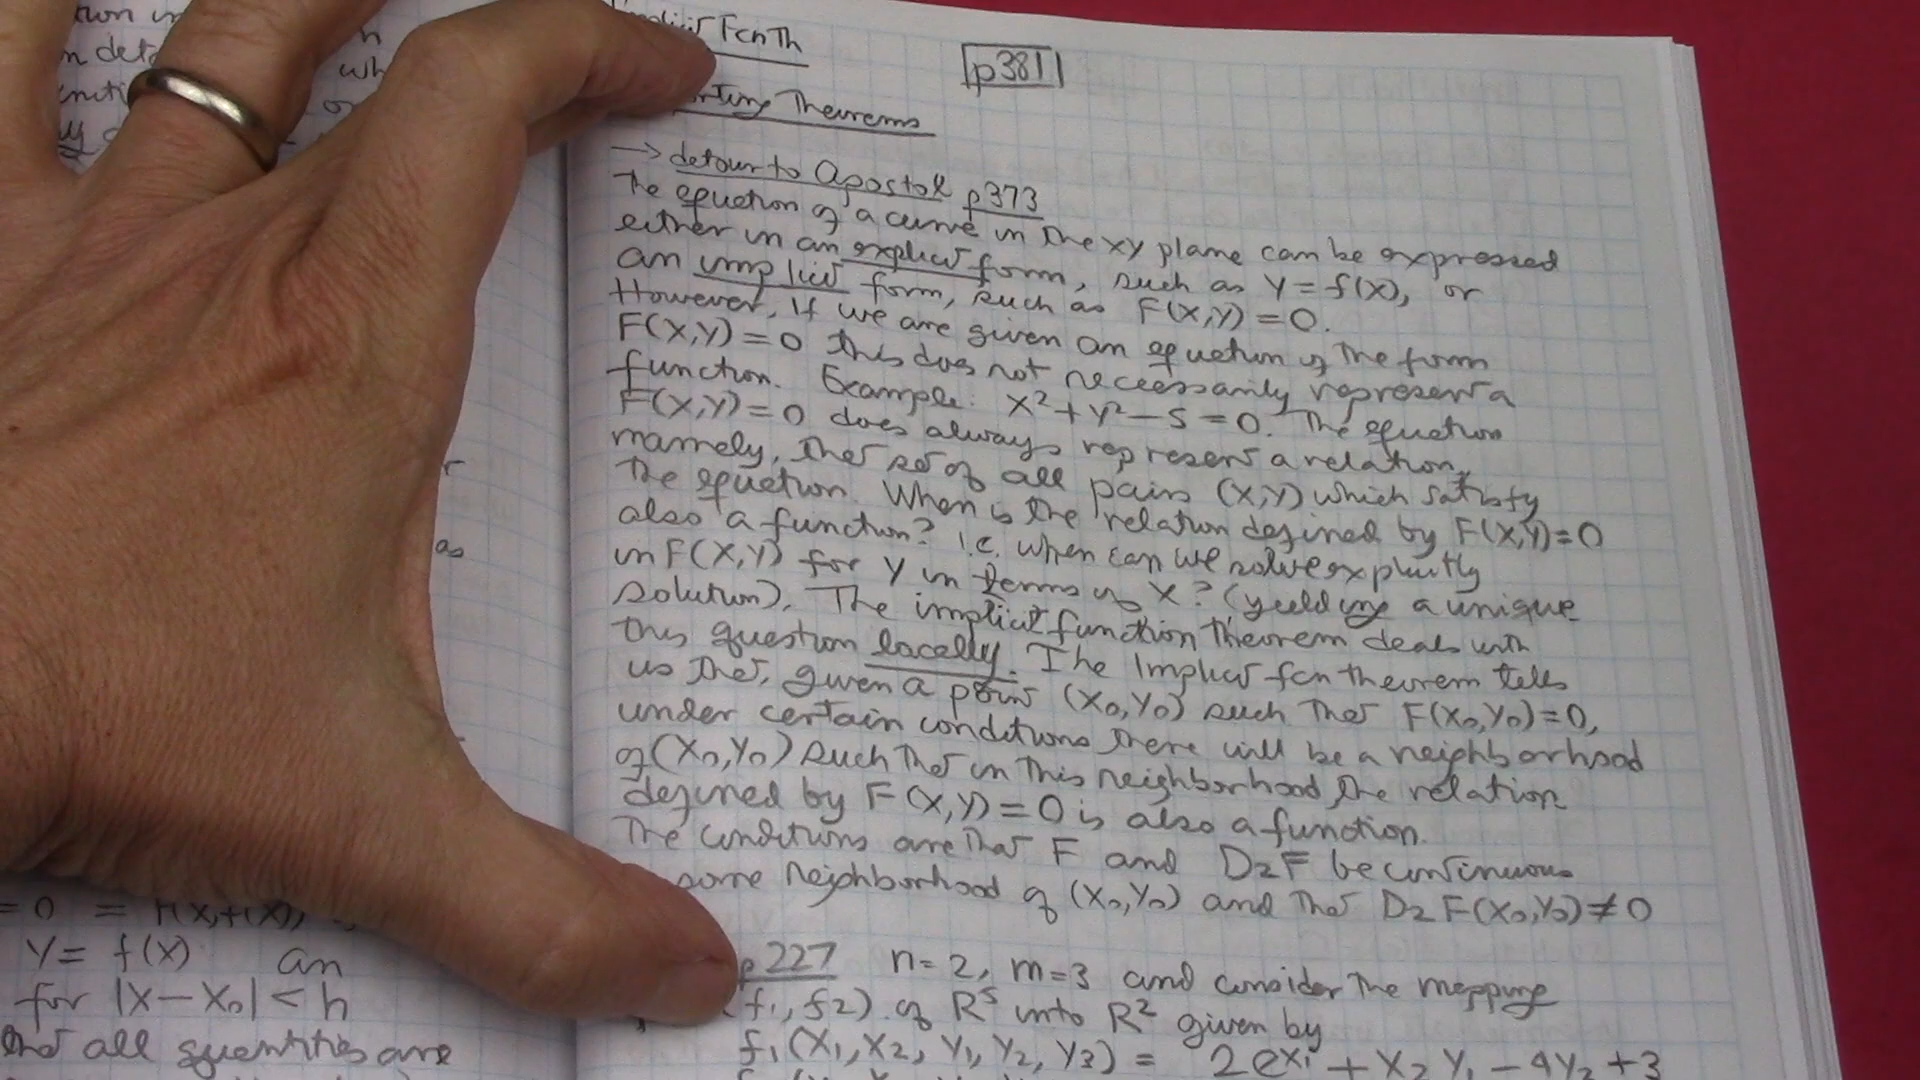 Fcn Th
p381
Theorems
→ detour to Apostol p373
The equation of a curve in the xy plane can be expressed
either in an explicit form, such as Y = f(X), or
an implicit form, such as F(X,Y) = 0.
However, if we are given an equation of the form
F(X,Y) = 0 this does not necessarily represent a
function. Example: X² + Y² - 5 = 0. The equation
F(X,Y) = 0 does always represent a relation,
namely, that set of all pairs (X,Y) which satisfy
the equation. When is the relation defined by F(X,Y) = 0
also a function? i.e. when can we solve explicitly
in F(X,Y) for Y in terms of X? (yielding a unique
solution). The implicit function theorem deals with
this question locally. The Implicit fcn theorem tells
us that, given a point (X₀,Y₀) such that F(X₀,Y₀) = 0,
under certain conditions there will be a neighborhood
of (X₀,Y₀) such that in this neighborhood the relation
defined by F(X,Y) = 0 is also a function.
The conditions are that F and D₂F be continuous
some neighborhood of (X₀,Y₀) and that D₂F(X₀,Y₀) ≠ 0
p227 n = 2, m = 3 and consider the mapping
(f₁, f₂) of R⁵ into R² given by
f₁(X₁, X₂, Y₁, Y₂, Y₃) = 2e^X₁ + X₂Y₁ - 4Y₂ + 3
Y = f(X) an
for |X - X₀| < h
that all quantities are